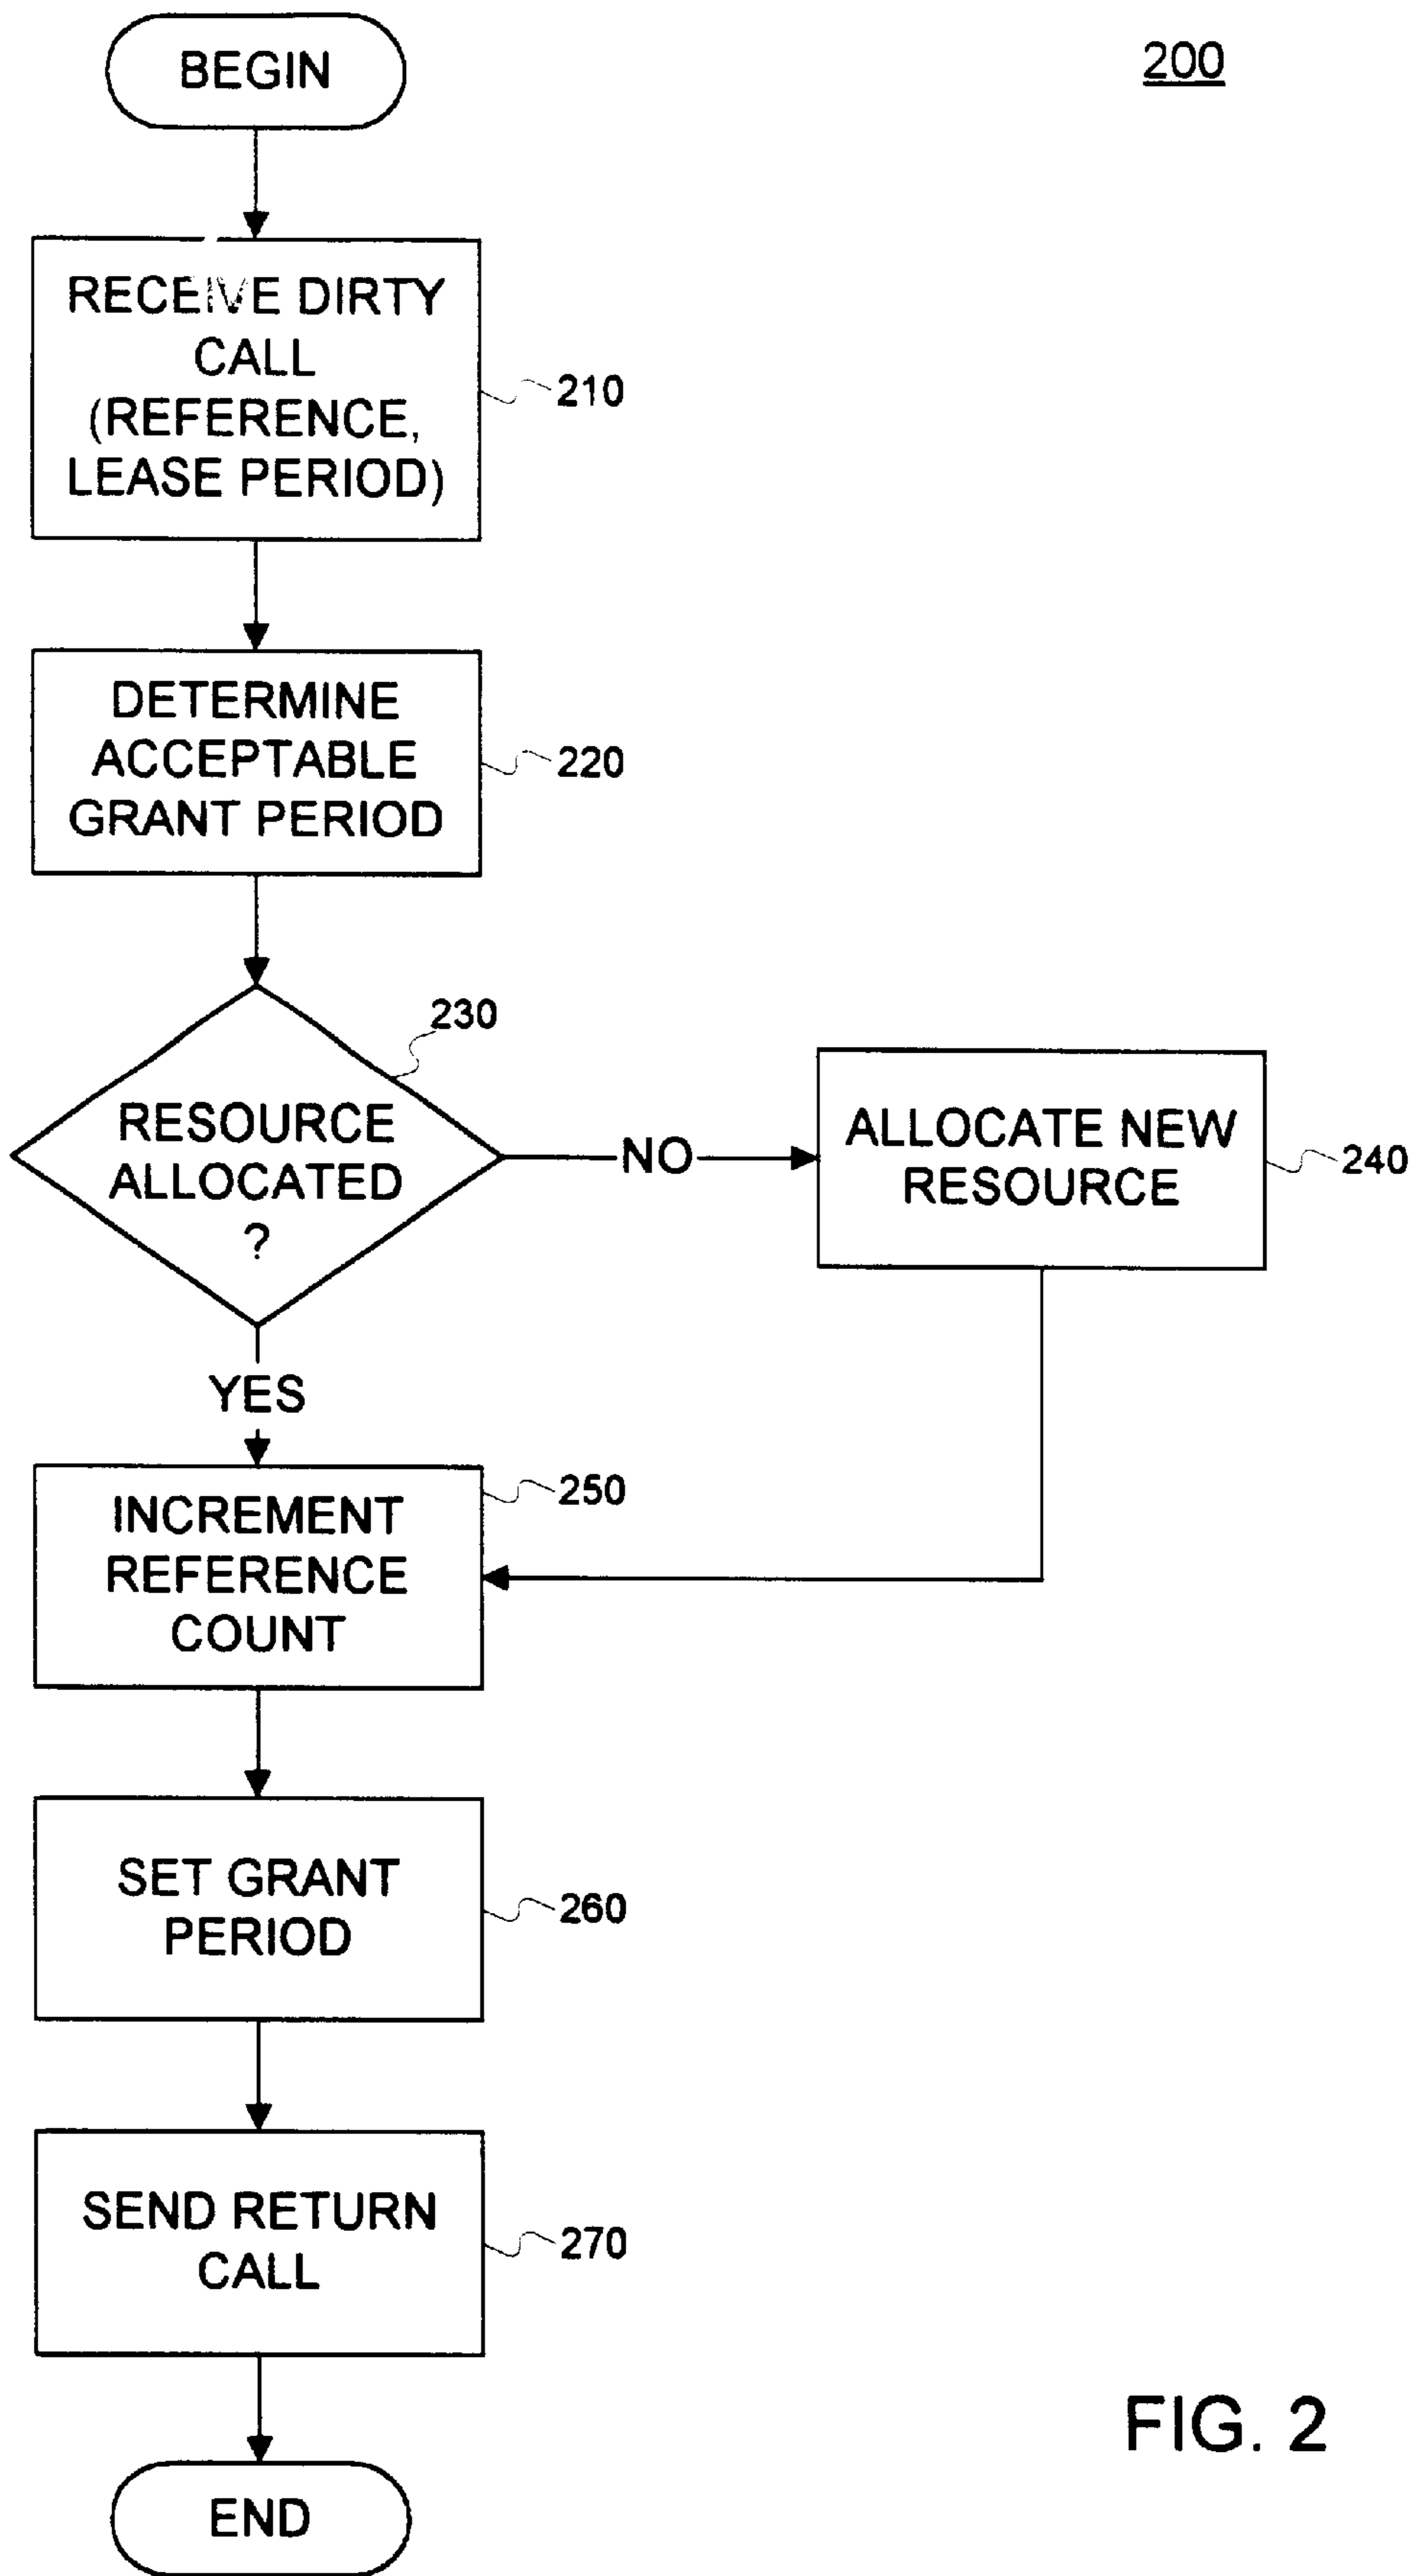 BEGIN
200
RECEIVE DIRTY
CALL
(REFERENCE,
LEASE PERIOD)
210
DETERMINE
ACCEPTABLE
GRANT PERIOD
220
230
RESOURCE
ALLOCATED
?
NO
ALLOCATE NEW
RESOURCE
240
YES
INCREMENT
REFERENCE
COUNT
250
SET GRANT
PERIOD
260
SEND RETURN
CALL
270
END
FIG. 2